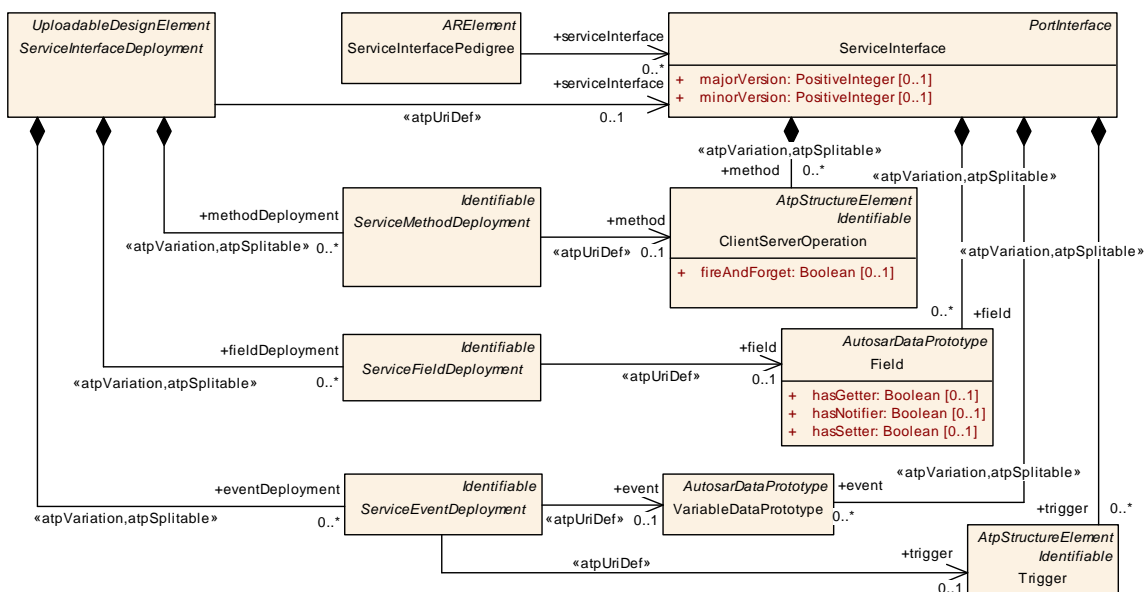 UploadableDesignElement
ServiceInterfaceDeployment
ARElement
ServiceInterfacePedigree
+serviceInterface
0..*
+serviceInterface
«atpUriDef»
0..1
PortInterface
ServiceInterface
+ majorVersion: PositiveInteger [0..1]
+ minorVersion: PositiveInteger [0..1]
«atpVariation,atpSplitable»
+method 0..*
«atpVariation,atpSplitable»
Identifiable
ServiceMethodDeployment
+methodDeployment
«atpVariation,atpSplitable»
0..*
+method
«atpUriDef»
0..1
AtpStructureElement
Identifiable
ClientServerOperation
+ fireAndForget: Boolean [0..1]
«atpVariation,atpSplitable»
0..*
+field
Identifiable
ServiceFieldDeployment
+fieldDeployment
«atpVariation,atpSplitable»
0..*
+field
«atpUriDef»
0..1
AutosarDataPrototype
Field
+ hasGetter: Boolean [0..1]
+ hasNotifier: Boolean [0..1]
+ hasSetter: Boolean [0..1]
«atpVariation,atpSplitable»
Identifiable
ServiceEventDeployment
+eventDeployment
«atpVariation,atpSplitable»
0..*
+event
«atpUriDef»
0..1
AutosarDataPrototype
VariableDataPrototype
+event
0..*
+trigger
0..*
«atpUriDef»
+trigger
0..1
AtpStructureElement
Identifiable
Trigger